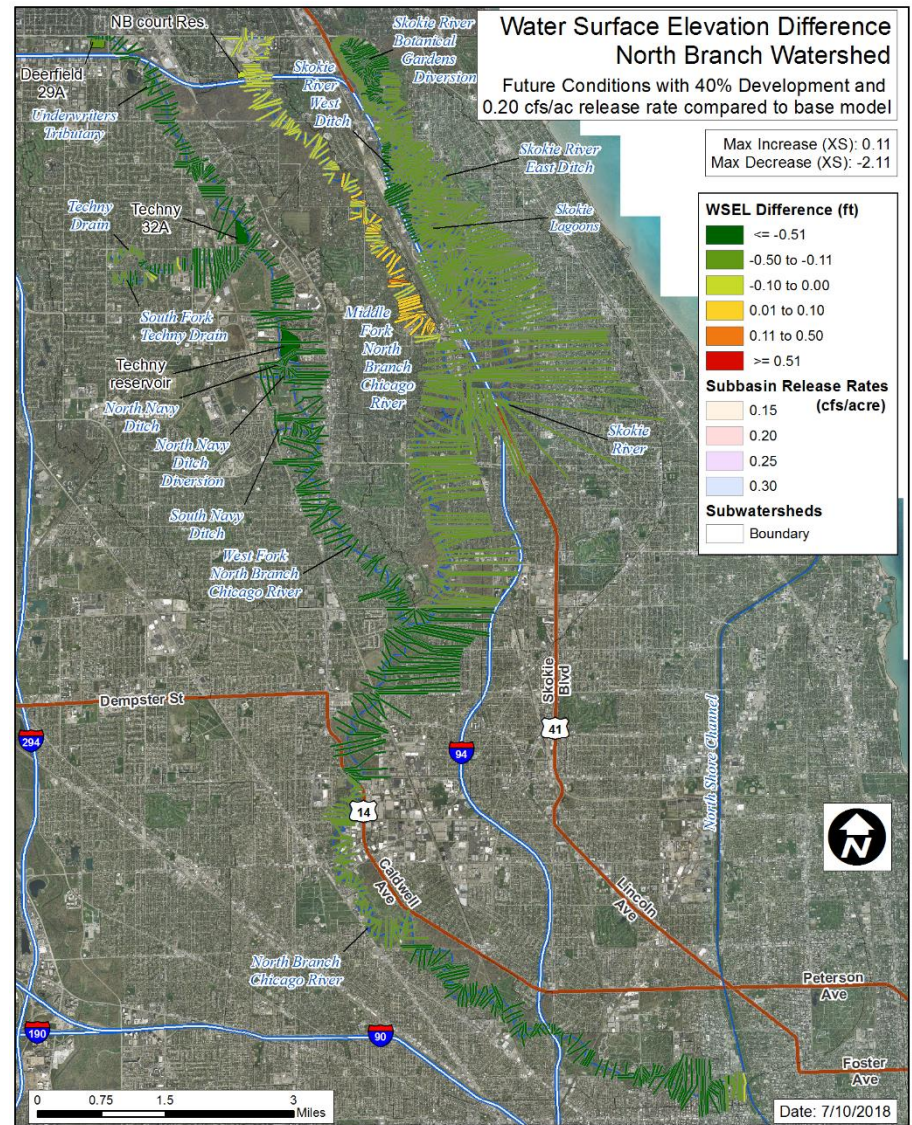 Water Surface Elevation Difference
North Branch Watershed
Future Conditions with 40% Development and
0.20 cfs/ac release rate compared to base model
Max Increase (XS): 0.11
Max Decrease (XS): -2.11
WSEL Difference (ft)
<= -0.51
-0.50 to -0.11
-0.10 to 0.00
0.01 to 0.10
0.11 to 0.50
>= 0.51
Subbasin Release Rates
(cfs/acre)
0.15
0.20
0.25
0.30
Subwatersheds
Boundary
NB court Res.
Deerfield
29A
Underwriters
Tributary
Skokie
River
West
Ditch
Skokie River
Botanical
Gardens
Diversion
Skokie River
East Ditch
Skokie
Lagoons
Techny
Drain
Techny
32A
South Fork
Techny Drain
Techny
reservoir
Middle
Fork
North
Branch
Chicago
River
North Navy
Ditch
North Navy
Ditch
Diversion
South Navy
Ditch
Skokie
River
West Fork
North Branch
Chicago River
Dempster St
Skokie
Blvd
294
94
41
14
North Shore Channel
N
Caldwell
Ave
Lincoln
Ave
North Branch
Chicago River
Peterson
Ave
190
90
Foster
Ave
0 0.75 1.5 3
Miles
Date: 7/10/2018